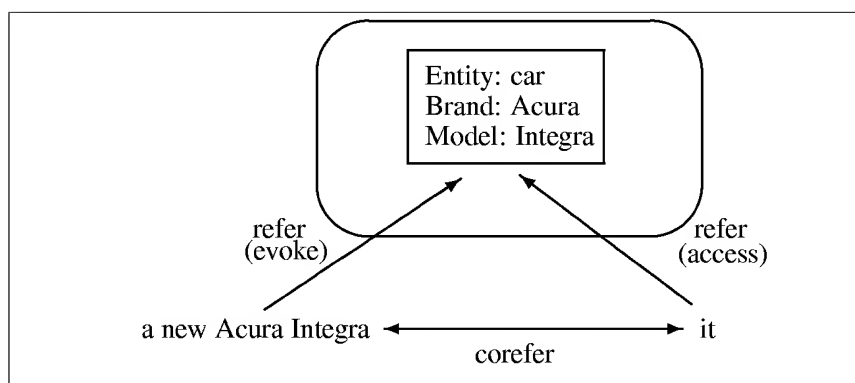 Entity: car
Brand: Acura
Model: Integra
refer
(evoke)
refer
(access)
a new Acura Integra
it
corefer